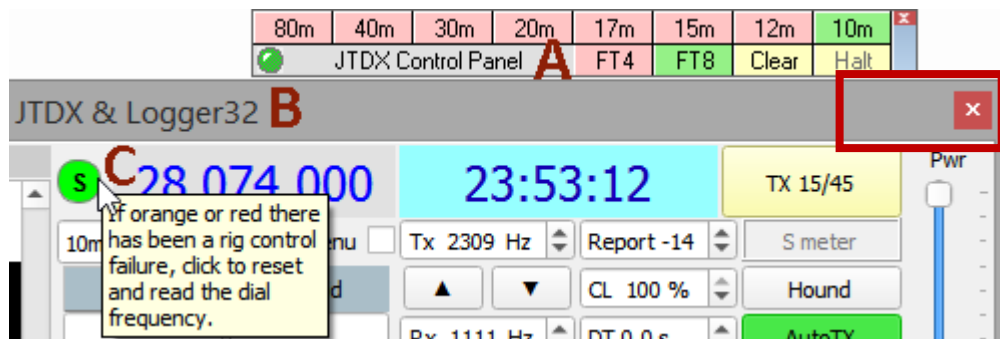 80m 40m 30m 20m 17m 15m 12m 10m
JTDX Control Panel A FT4 FT8 Clear Halt
JTDX & Logger32 B
C
Pwr
S 28 074 000 23:53:12 TX 15/45
If orange or red there
has been a rig control
failure, click to reset
and read the dial
frequency.
10m enu Tx 2309 Hz Report -14 S meter
d ▲ ▼ CL 100 % Hound
Rx 1111 Hz DT 0.0 s AutoTX